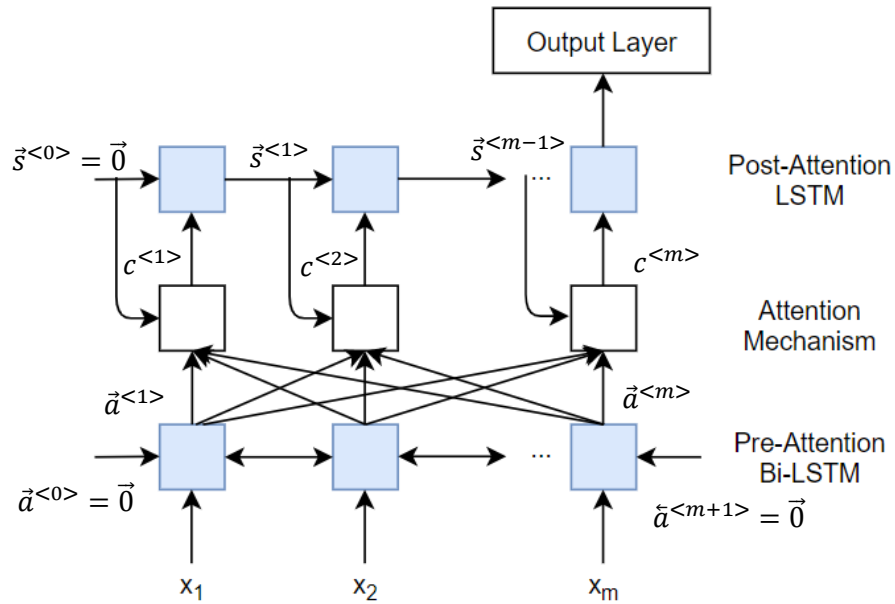 Output Layer
s⃗^{<0>} = 0⃗
s⃗^{<1>}
s⃗^{<m−1>}
...
Post-Attention
LSTM
c^{<1>}
c^{<2>}
c^{<m>}
Attention
Mechanism
a⃗^{<1>}
a⃗^{<m>}
...
Pre-Attention
Bi-LSTM
a⃗^{<0>} = 0⃗
a⃖^{<m+1>} = 0⃗
x₁
x₂
xₘ